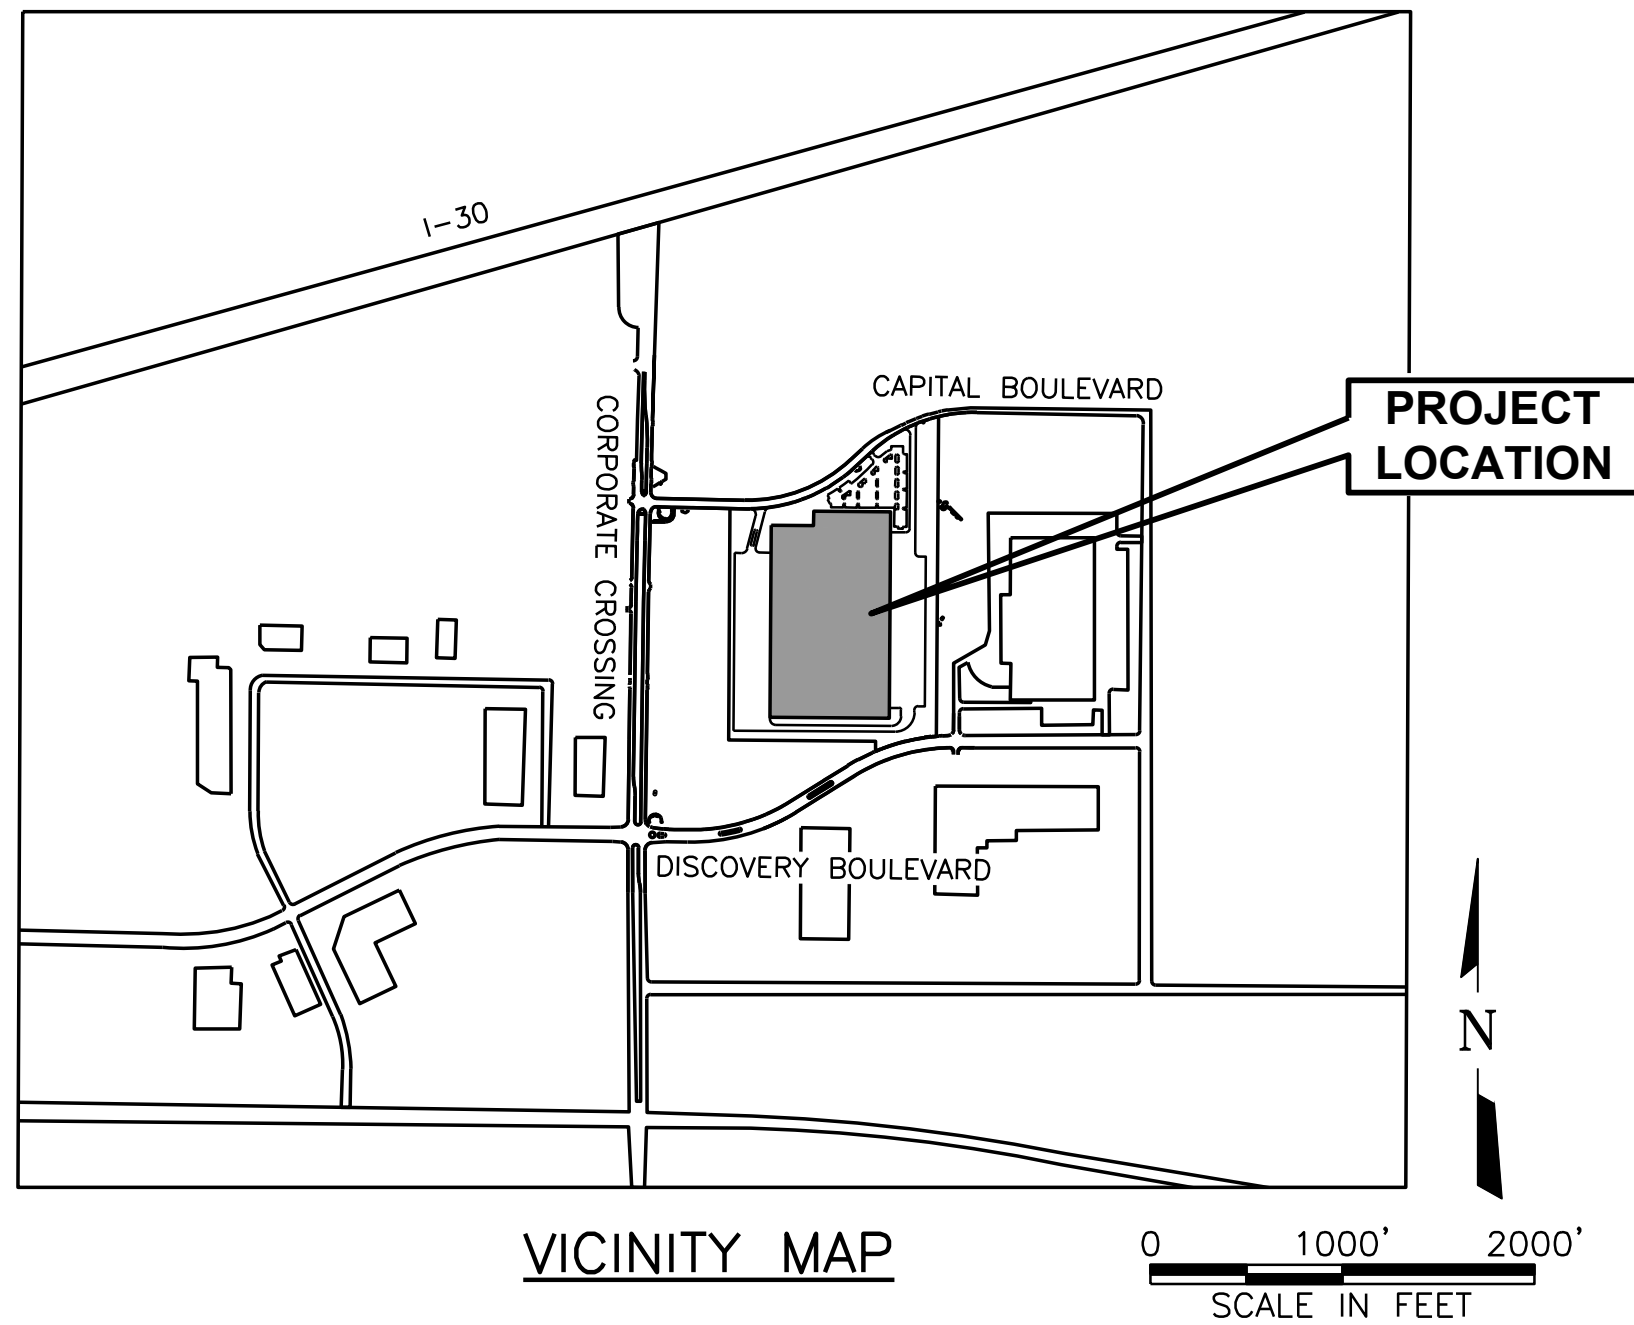 I-30
CAPITAL BOULEVARD
PROJECT
LOCATION
CORPORATE CROSSING
DISCOVERY BOULEVARD
N
VICINITY MAP
0 1000' 2000'
SCALE IN FEET